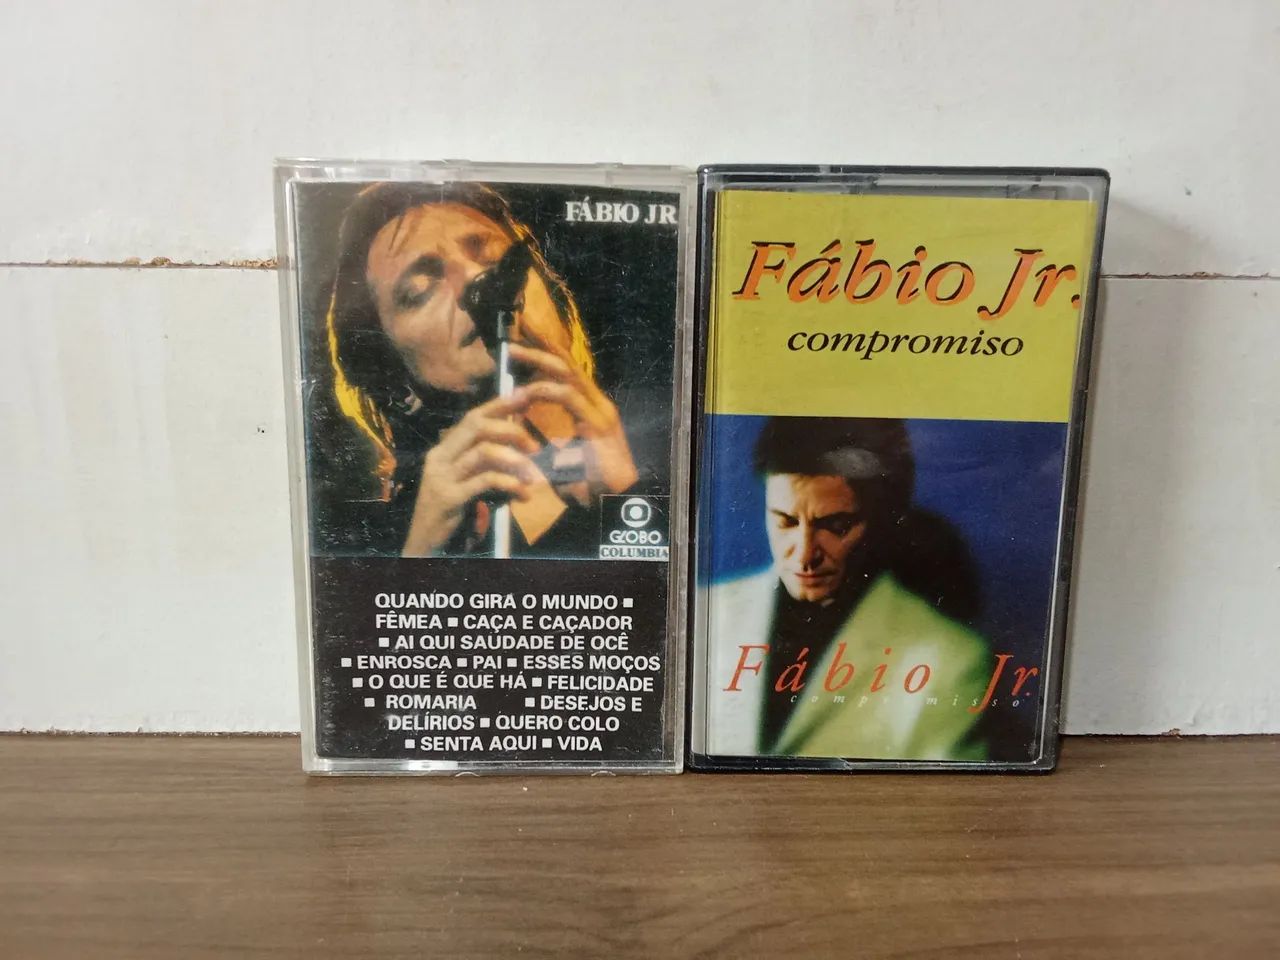 FÁBIO JR
GLOBO
COLUMBIA
QUANDO GIRA O MUNDO ▪
FÊMEA ▪ CAÇA E CAÇADOR
▪ AI QUI SAUDADE DE OCÊ
▪ ENROSCA ▪ PAI ▪ ESSES MOÇOS
▪ O QUE É QUE HÁ ▪ FELICIDADE
▪ ROMARIA ▪ DESEJOS E
DELÍRIOS ▪ QUERO COLO
▪ SENTA AQUI ▪ VIDA
Fábio Jr.
compromiso
Fábio Jr.
compromisso